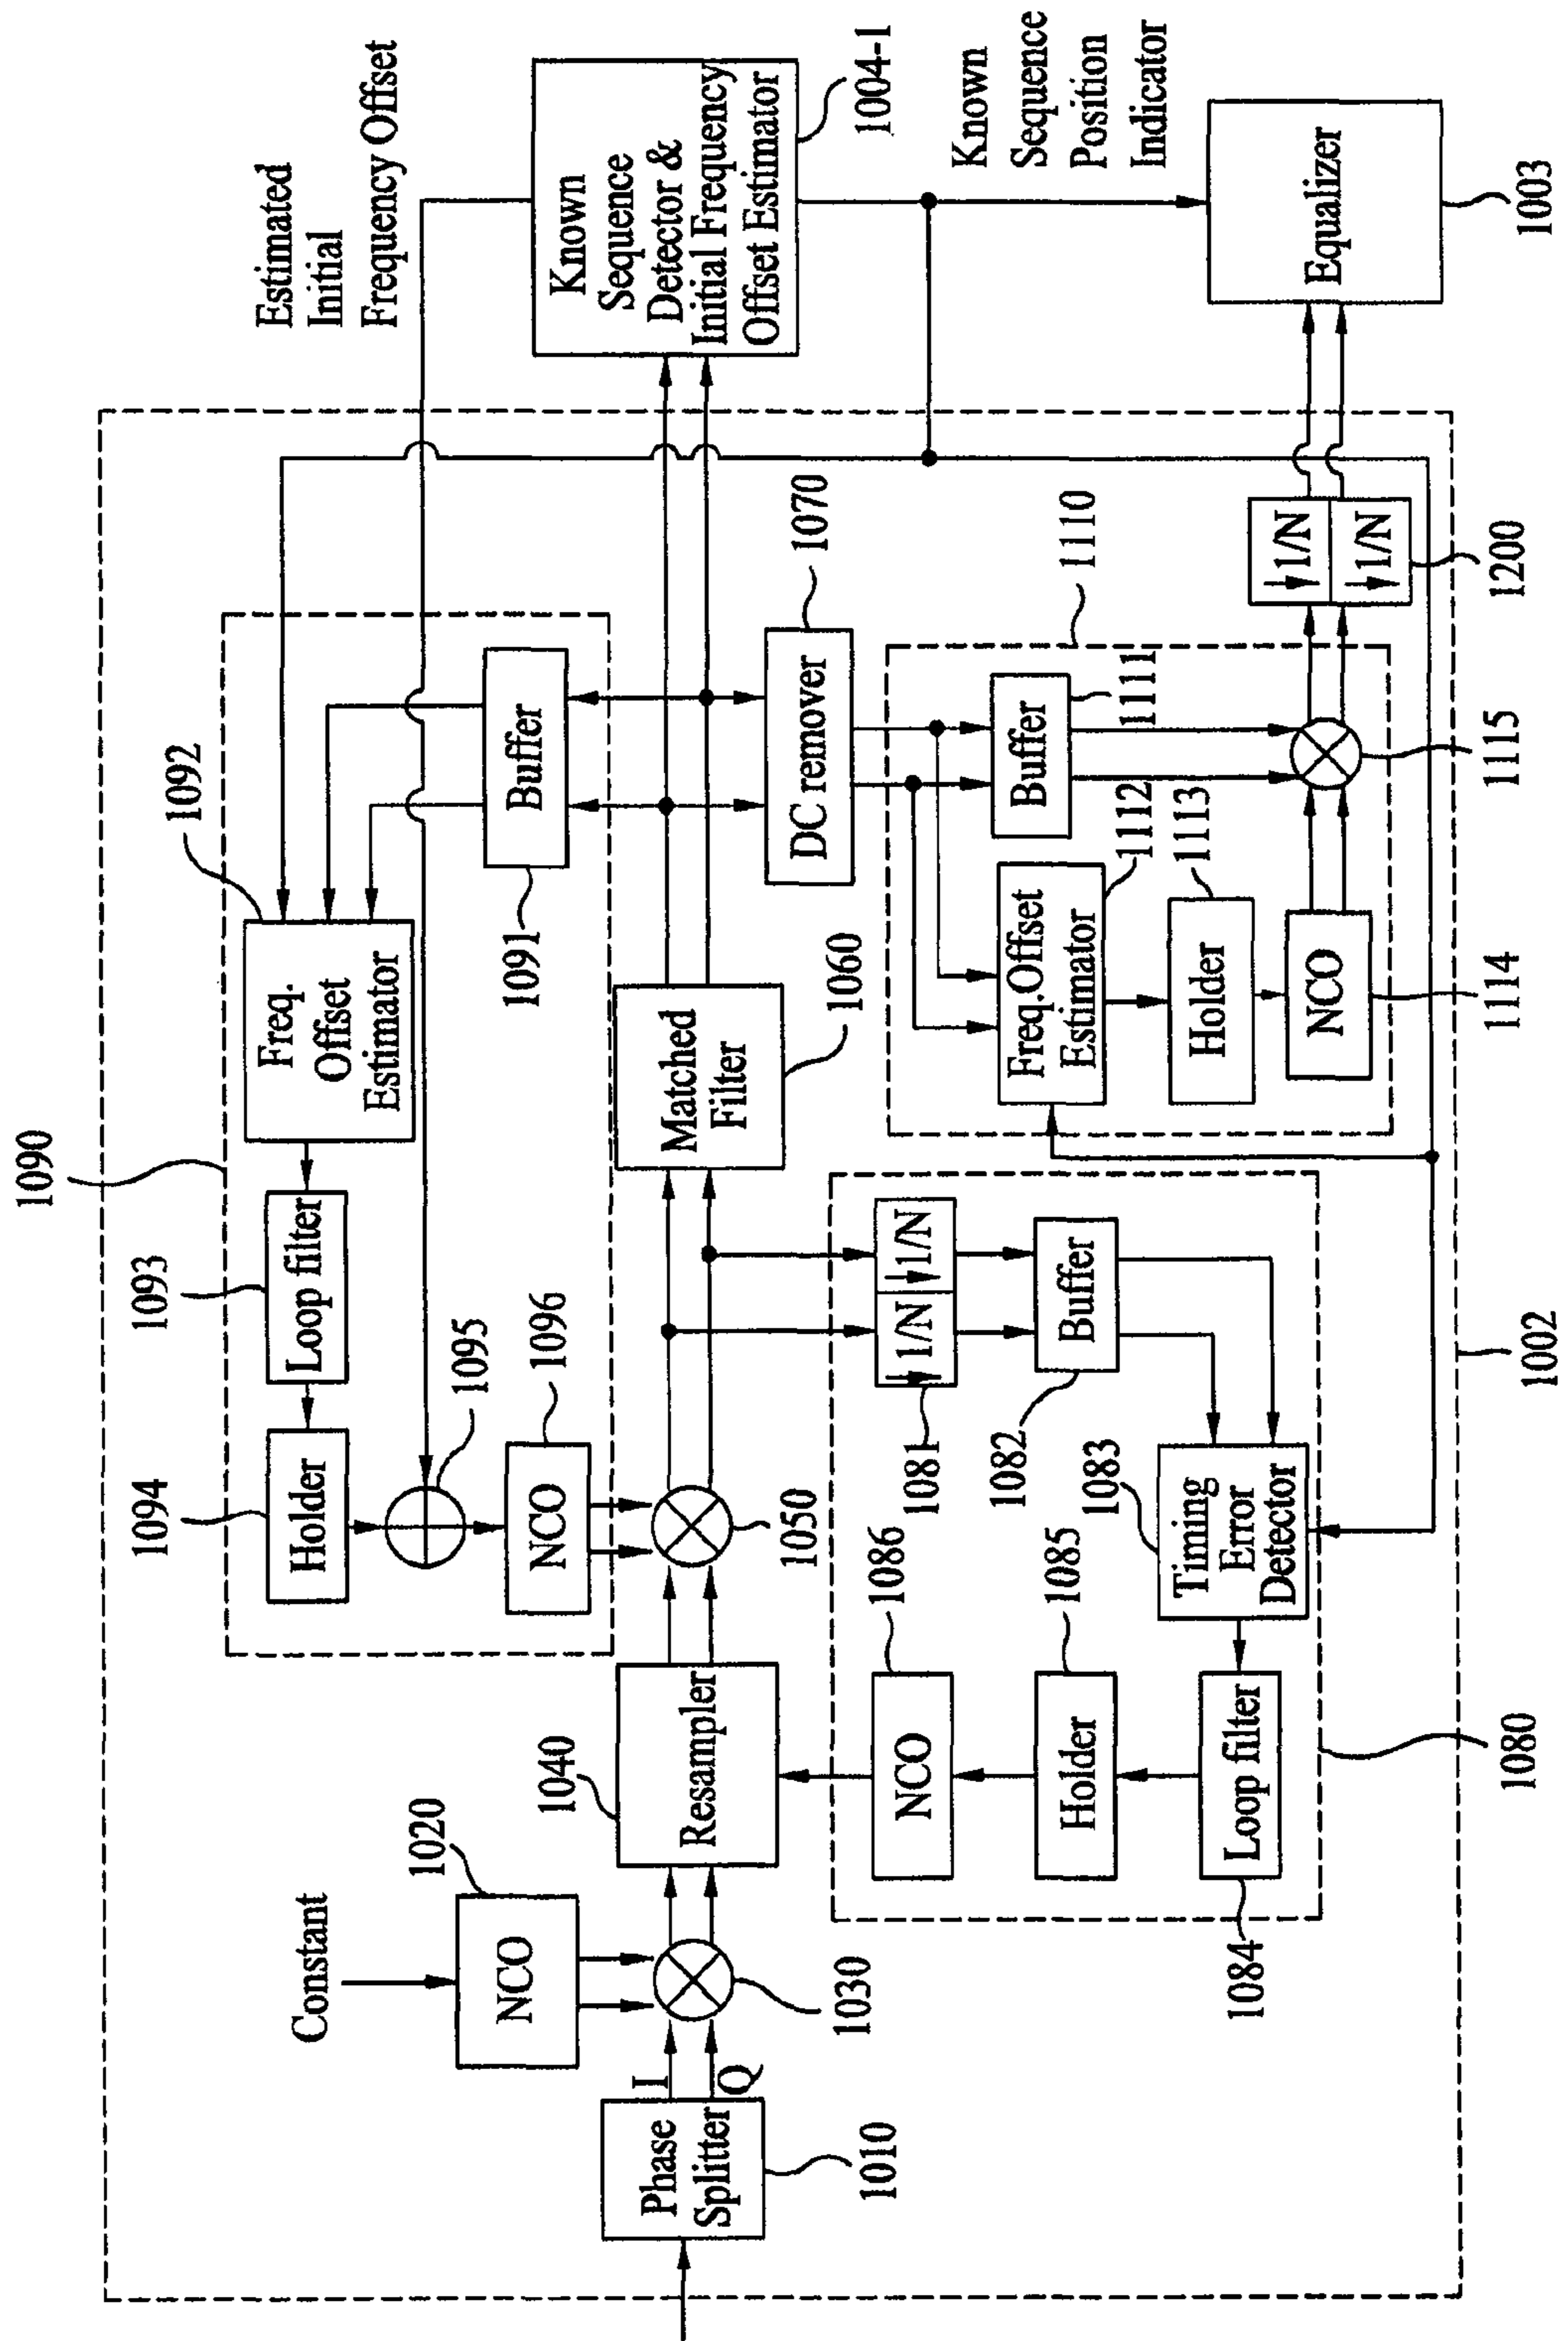 Estimated
Initial
Frequency Offset
1090
1092
1093
1094
Freq.
Offset
Estimator
Loop filter
Holder
1095
1096
NCO
Buffer
1091
Known
Sequence
Detector &
Initial Frequency
Offset Estimator
1004-1
Constant
1020
NCO
1040
I
Q
Phase
Splitter
1010
1030
Resampler
1050
Matched
Filter
1060
DC remover
1070
Known
Sequence
Position
Indicator
1110
1086
NCO
1085
Holder
Loop filter
1084
1080
1081
↓1/N
↓1/N
1082
Buffer
1083
Timing
Error
Detector
Freq.Offset
Estimator
1112
Buffer
1111
Holder
1113
NCO
1114
1115
↓1/N
↓1/N
1200
Equalizer
1003
1002